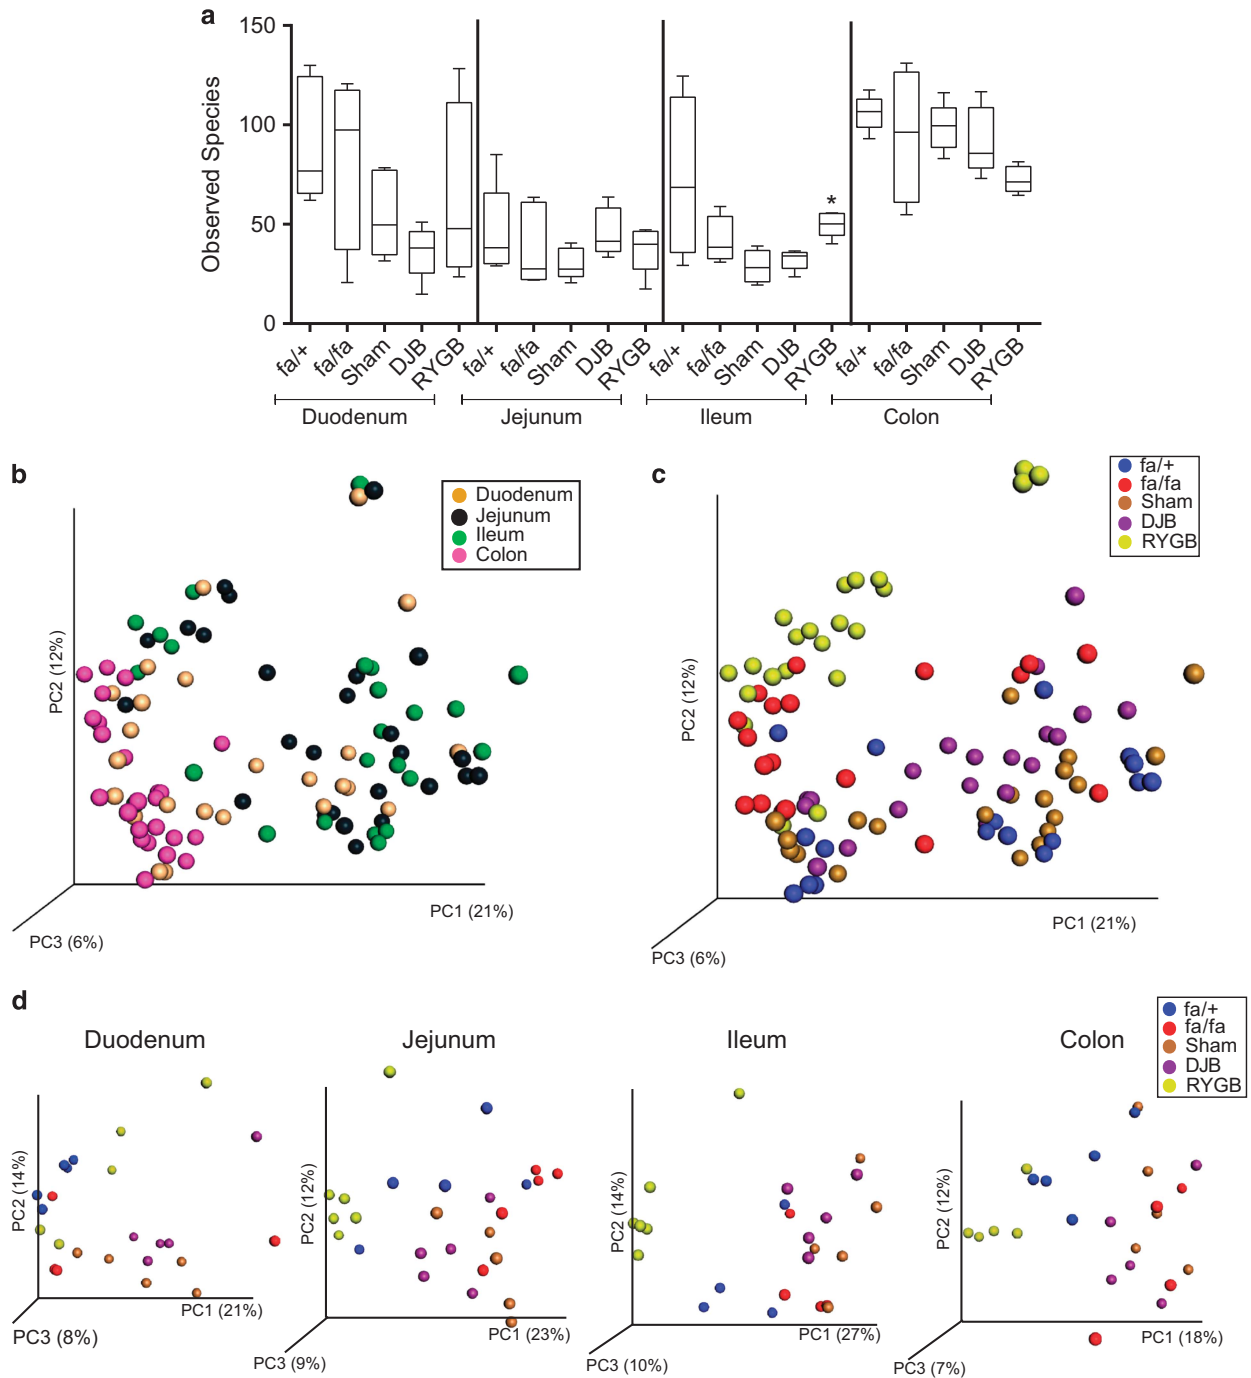 a
150
100
50
0
Observed Species
*
fa/+ fa/fa Sham DJB RYGB fa/+ fa/fa Sham DJB RYGB fa/+ fa/fa Sham DJB RYGB fa/+ fa/fa Sham DJB RYGB
Duodenum Jejunum Ileum Colon
b
Duodenum
Jejunum
Ileum
Colon
PC2 (12%)
PC1 (21%)
PC3 (6%)
c
fa/+
fa/fa
Sham
DJB
RYGB
PC2 (12%)
PC1 (21%)
PC3 (6%)
d
fa/+
fa/fa
Sham
DJB
RYGB
Duodenum
PC2 (14%)
PC1 (21%)
PC3 (8%)
Jejunum
PC2 (12%)
PC1 (23%)
PC3 (9%)
Ileum
PC2 (14%)
PC1 (27%)
PC3 (10%)
Colon
PC2 (12%)
PC1 (18%)
PC3 (7%)